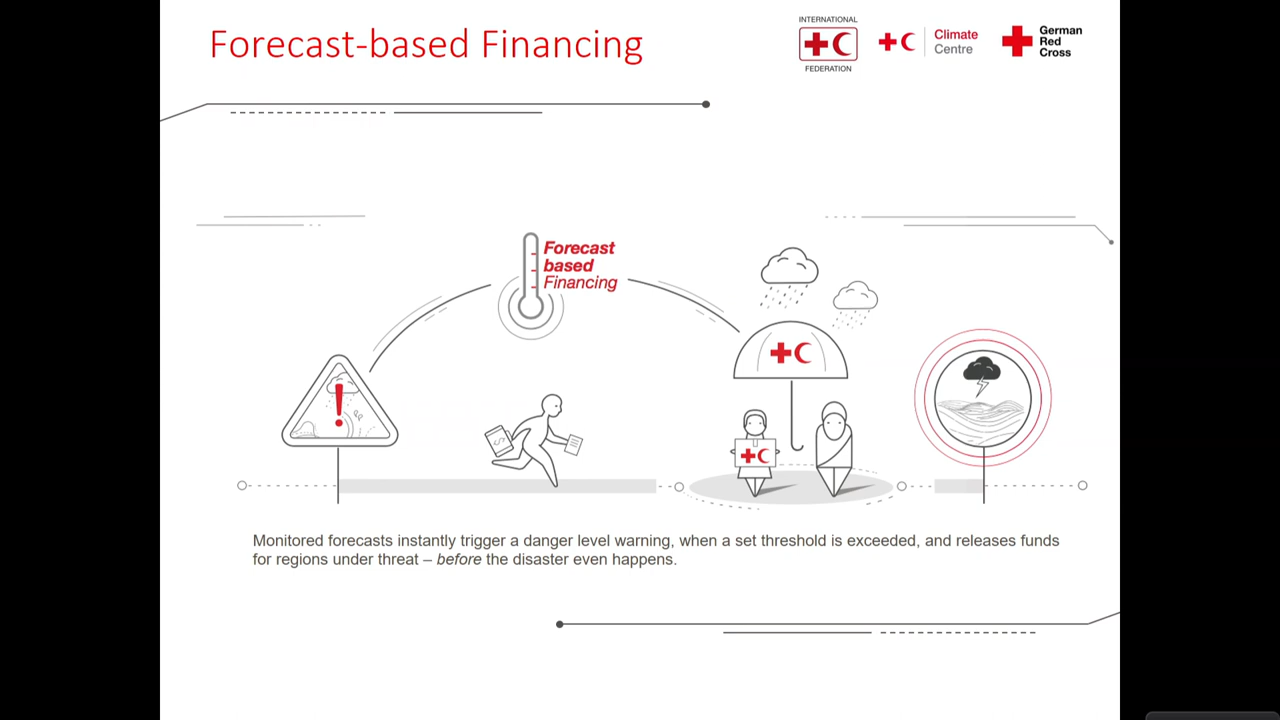 Forecast-based Financing
INTERNATIONAL
FEDERATION
Climate
Centre
German
Red
Cross
Forecast
based
Financing
!
$
Monitored forecasts instantly trigger a danger level warning, when a set threshold is exceeded, and releases funds
for regions under threat – before the disaster even happens.